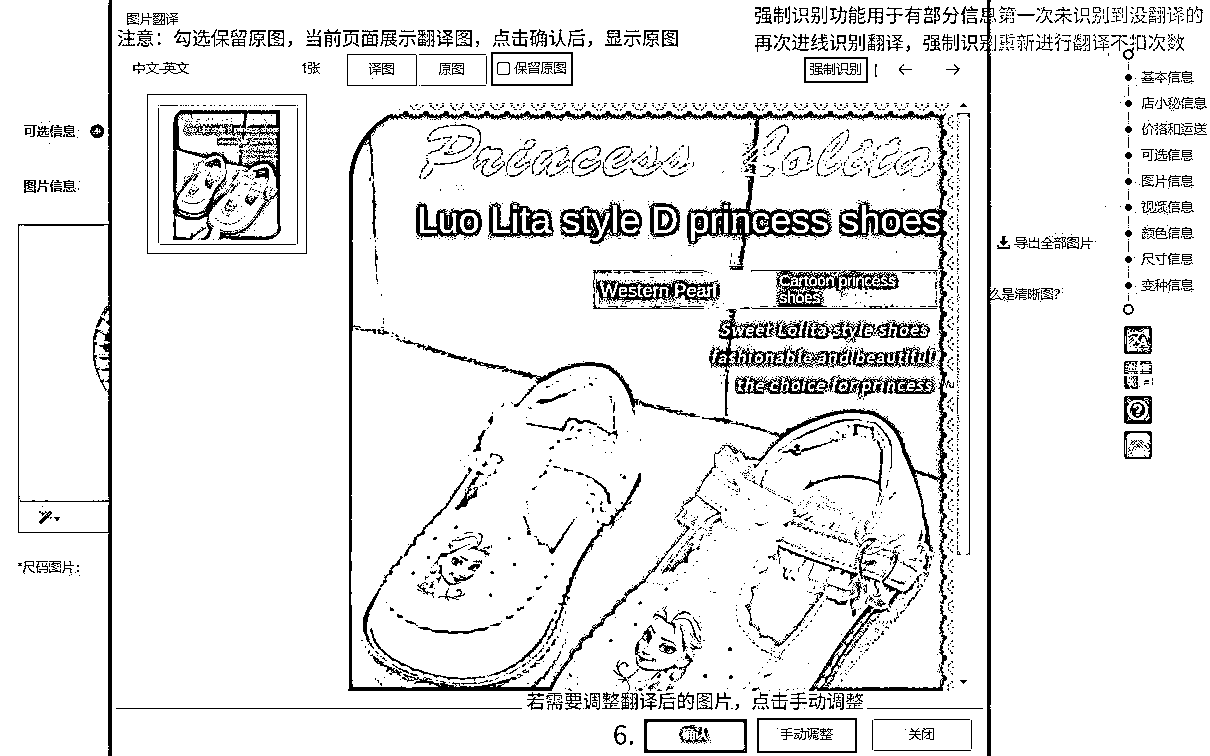 图片翻译
注意：勾选保留原图，当前页面展示翻译图，点击确认后，显示原图
强制识别功能用于有部分信息第一次未识别到没翻译的
再次进线识别翻译，强制识别重新进行翻译不扣次数
中文-英文
1张
译图
原图
保留原图
强制识别
Princess Lolita
Luo Lita style D princess shoes
Western Pearl
Cartoon princess
shoes
Sweet Lolita style shoes
fashionable and beautiful
the choice for princess
若需要调整翻译后的图片，点击手动调整
6.
确认
手动调整
关闭
可选信息
图片信息
*尺码图片:
导出全部图片
么是清晰图?
基本信息
店小秘信息
价格和运送
可选信息
图片信息
视频信息
颜色信息
尺寸信息
变种信息